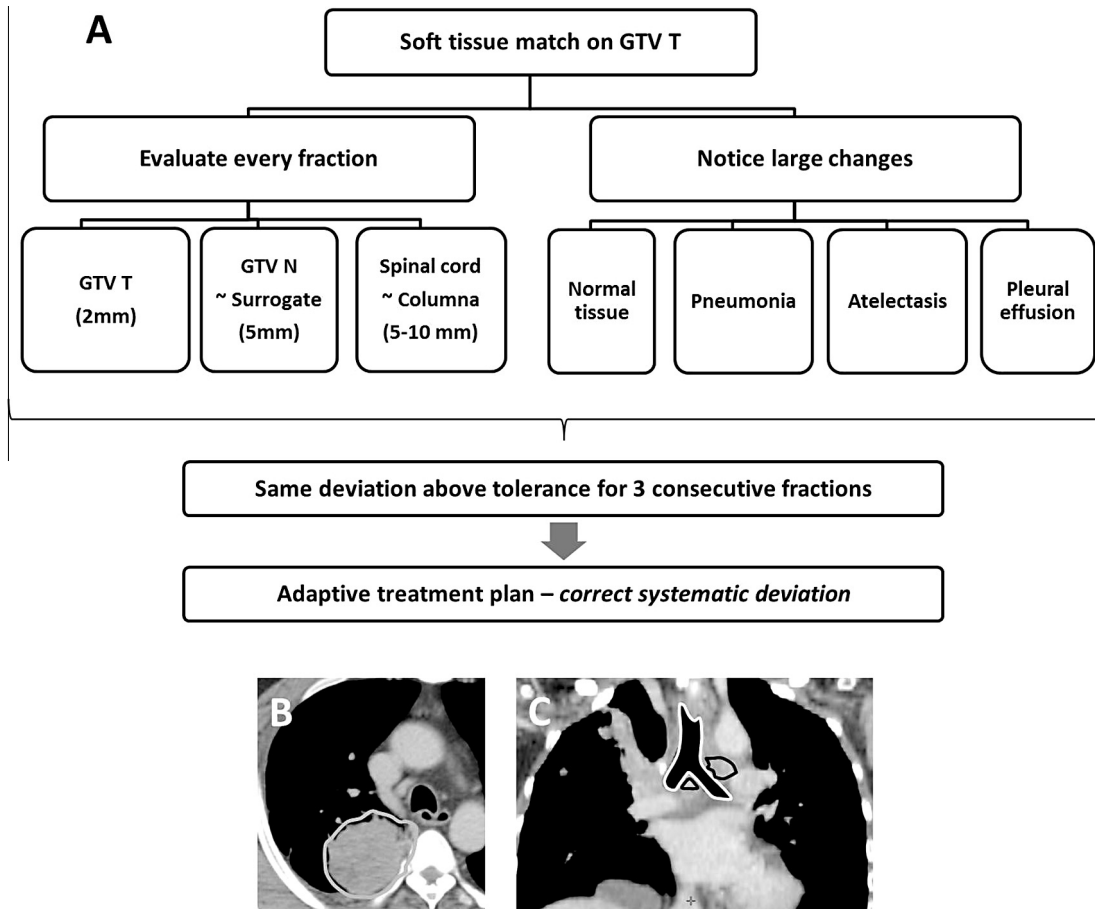 A
Soft tissue match on GTV T
Evaluate every fraction
Notice large changes
GTV T
(2mm)
GTV N
~ Surrogate
(5mm)
Spinal cord
~ Columna
(5-10 mm)
Normal
tissue
Pneumonia
Atelectasis
Pleural
effusion
Same deviation above tolerance for 3 consecutive fractions
Adaptive treatment plan – correct systematic deviation
B
C